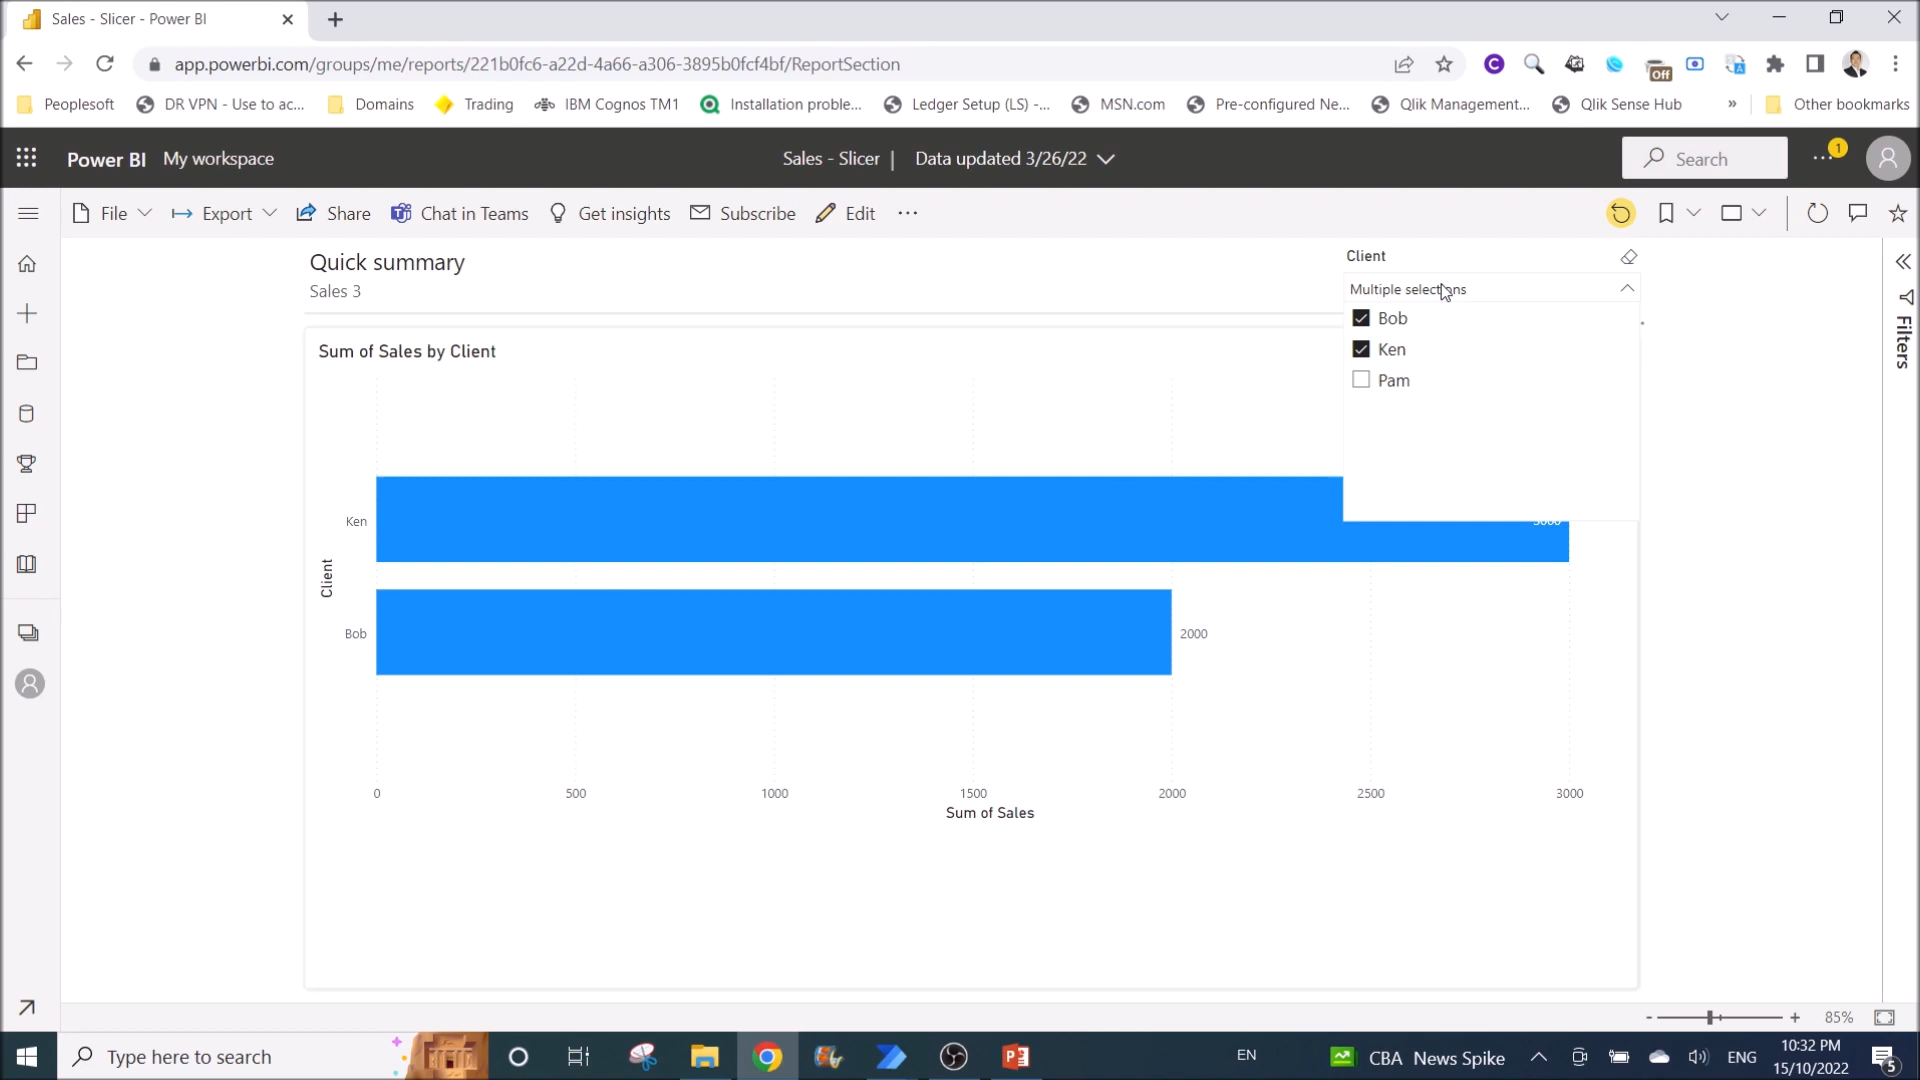 Sales - Slicer - Power BI
app.powerbi.com/groups/me/reports/221b0fc6-a22d-4a66-a306-3895b0fcf4bf/ReportSection
Off
Peoplesoft
DR VPN - Use to ac...
Domains
Trading
IBM Cognos TM1
Installation proble...
Ledger Setup (LS) -...
MSN.com
Pre-configured Ne...
Qlik Management...
Qlik Sense Hub
»
Other bookmarks
Power BI
My workspace
Sales - Slicer |
Data updated 3/26/22
Search
1
File
Export
Share
Chat in Teams
Get insights
Subscribe
Edit
Quick summary
Sales 3
Client
Multiple selections
Bob
Ken
Pam
Filters
Sum of Sales by Client
Client
Ken
3000
Bob
2000
0
500
1000
1500
2000
2500
3000
Sum of Sales
- + 85%
Type here to search
EN
CBA News Spike
ENG
10:32 PM
15/10/2022
5